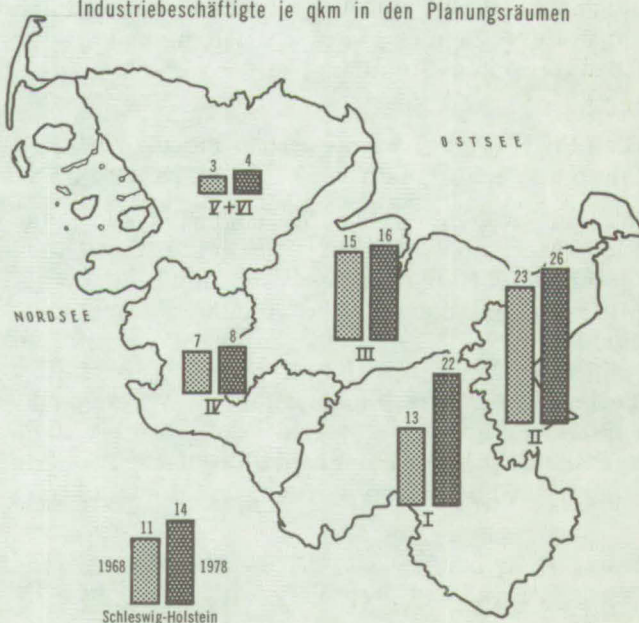 Industriebeschäftigte je qkm in den Planungsräumen
OSTSEE
3 4
V+VI
15 16
III
23 26
II
NORDSEE
7 8
IV
13 22
I
11 14
1968 1978
Schleswig-Holstein